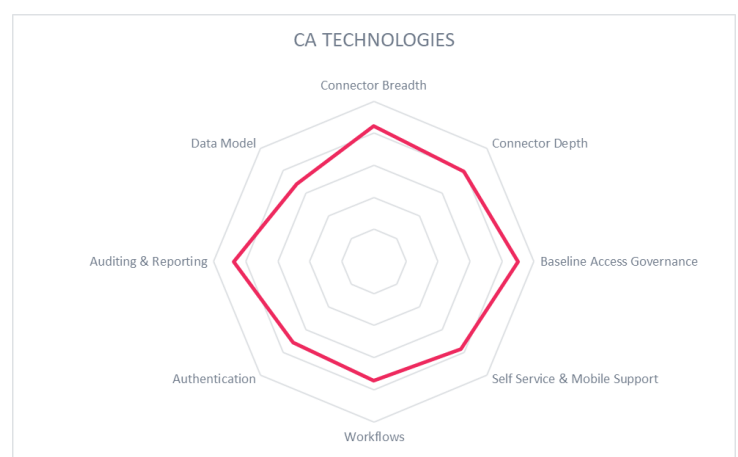 CA TECHNOLOGIES
Connector Breadth
Data Model
Connector Depth
Auditing & Reporting
Baseline Access Governance
Authentication
Self Service & Mobile Support
Workflows